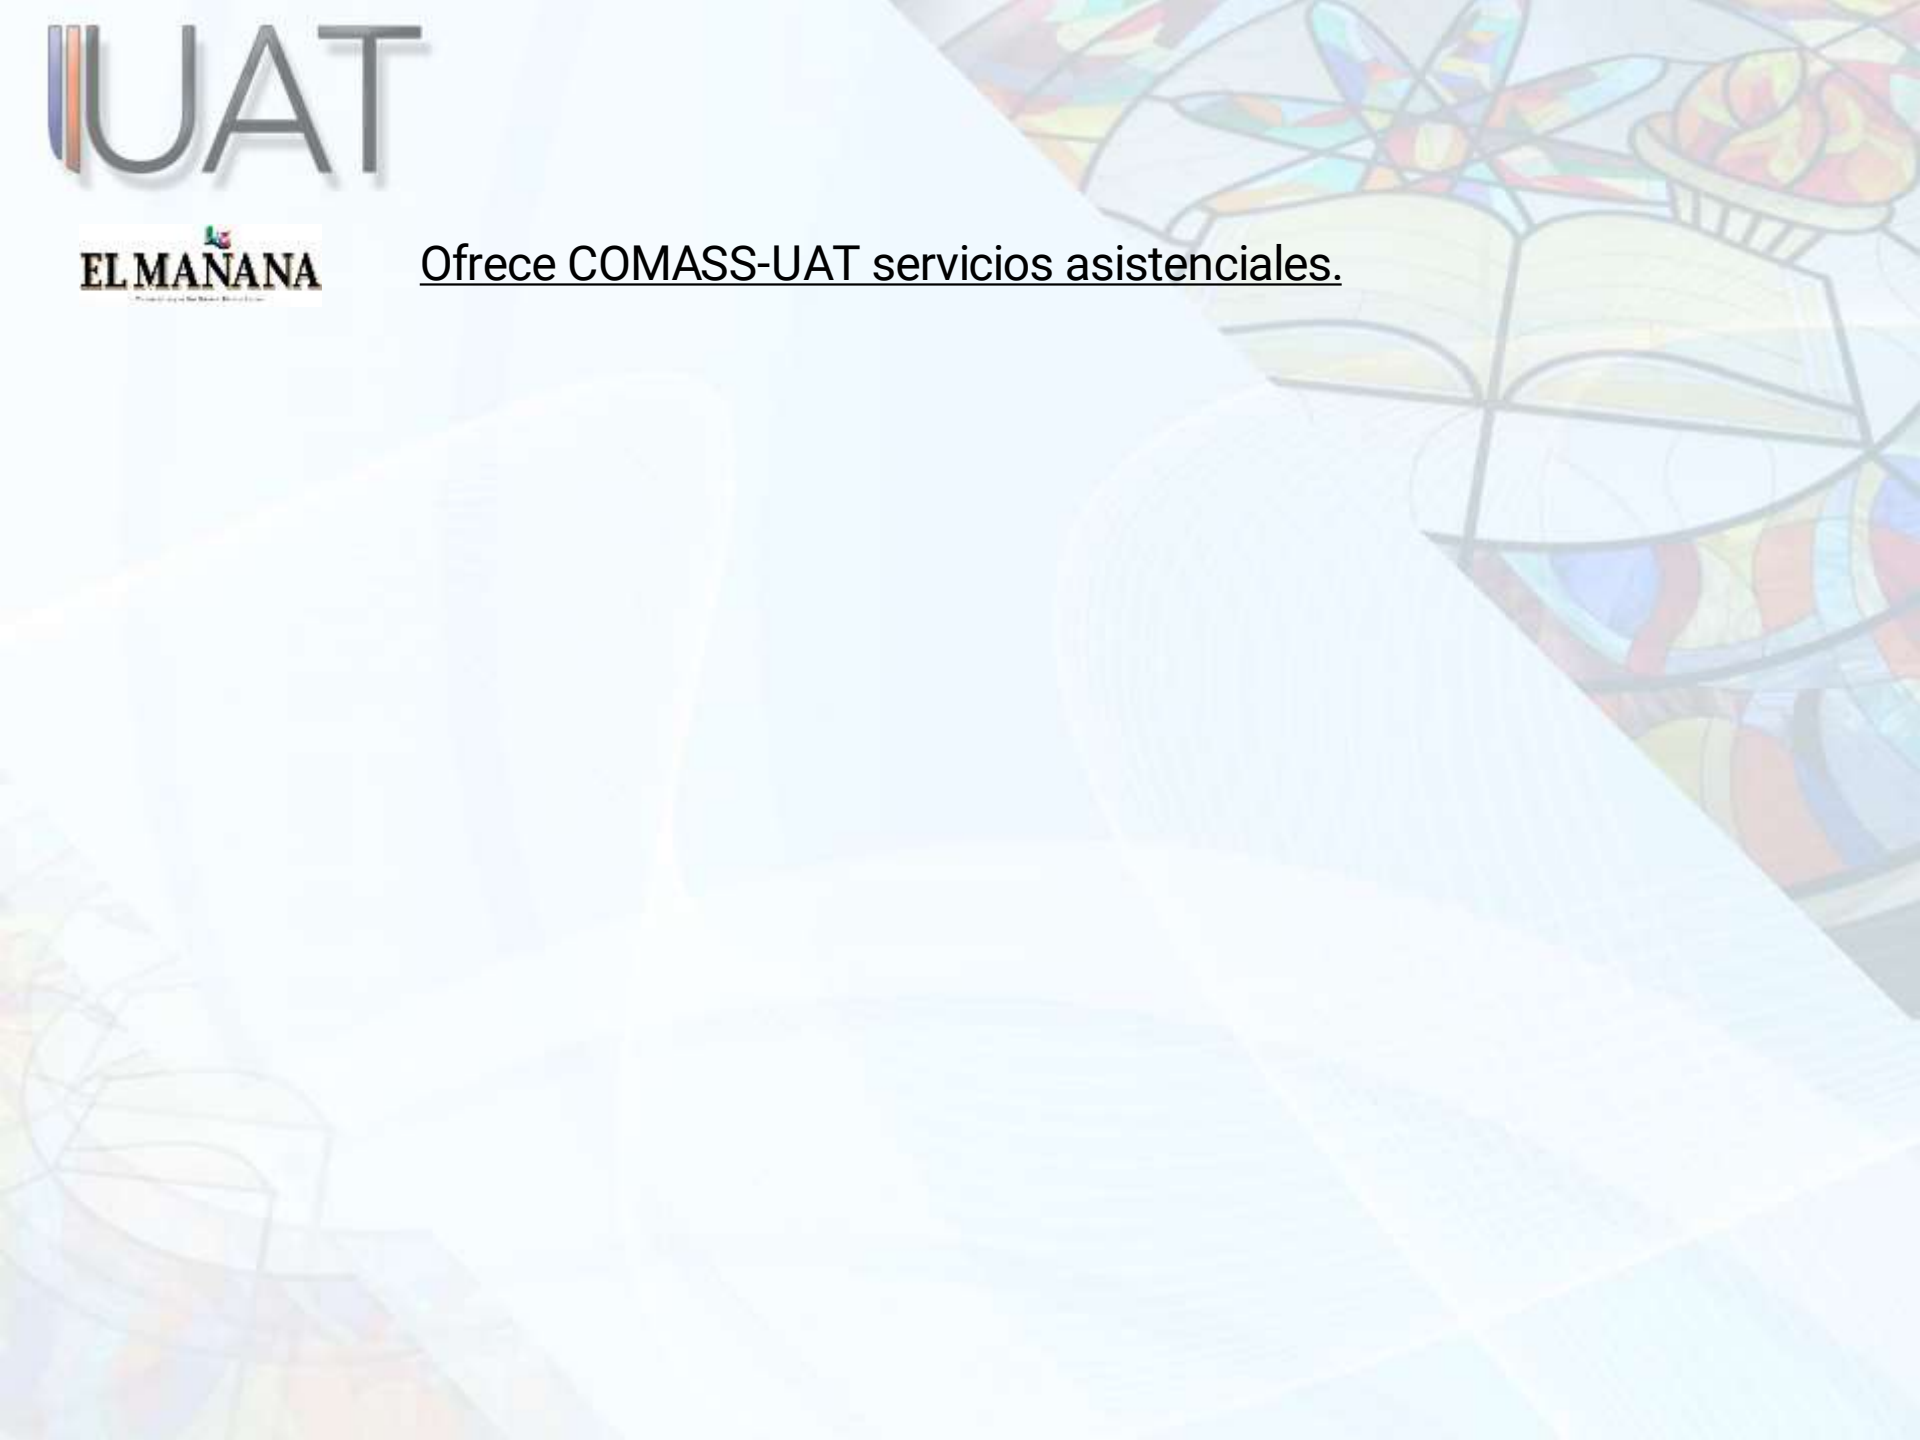 UAT
EL MAÑANA
Ofrece COMASS-UAT servicios asistenciales.